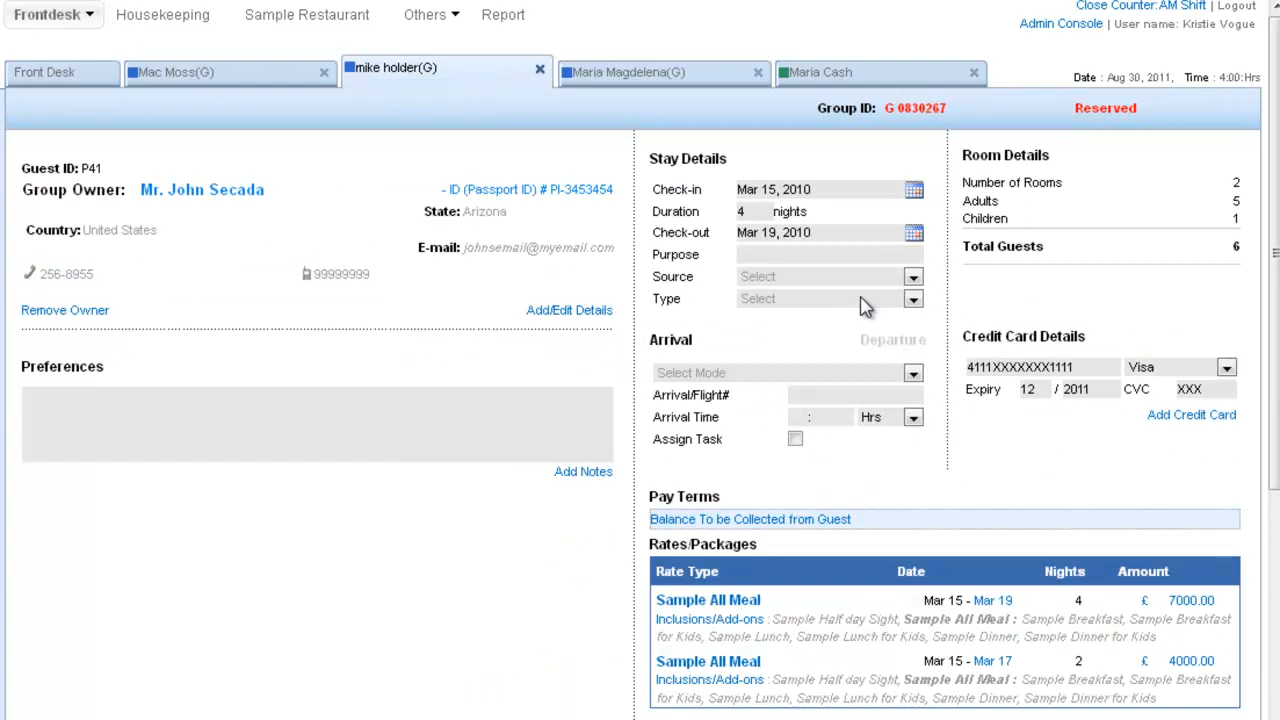 Frontdesk Housekeeping Sample Restaurant Others Report
Close Counter:AM Shift | Logout
Admin Console | User name: Kristie Vogue
Front Desk Mac Moss(G) mike holder(G) Maria Magdelena(G) Maria Cash
Date : Aug 30, 2011, Time : 4:00:Hrs
Group ID: G 0830267 Reserved
Guest ID: P41
Group Owner: Mr. John Secada - ID (Passport ID) # PI-3453454
State: Arizona
Country: United States
E-mail: johnsemail@myemail.com
256-8955 99999999
Remove Owner Add/Edit Details
Preferences
Add Notes
Stay Details
Check-in Mar 15, 2010
Duration 4 nights
Check-out Mar 19, 2010
Purpose
Source Select
Type Select
Arrival Departure
Select Mode
Arrival/Flight#
Arrival Time : Hrs
Assign Task
Room Details
Number of Rooms 2
Adults 5
Children 1
Total Guests 6
Credit Card Details
4111XXXXXXX1111 Visa
Expiry 12 / 2011 CVC XXX
Add Credit Card
Pay Terms
Balance To be Collected from Guest
Rates/Packages
Rate Type Date Nights Amount
Sample All Meal Mar 15 - Mar 19 4 £ 7000.00
Inclusions/Add-ons : Sample Half day Sight, Sample All Meal : Sample Breakfast, Sample Breakfast
for Kids, Sample Lunch, Sample Lunch for Kids, Sample Dinner, Sample Dinner for Kids
Sample All Meal Mar 15 - Mar 17 2 £ 4000.00
Inclusions/Add-ons : Sample Half day Sight, Sample All Meal : Sample Breakfast, Sample Breakfast
for Kids, Sample Lunch, Sample Lunch for Kids, Sample Dinner, Sample Dinner for Kids